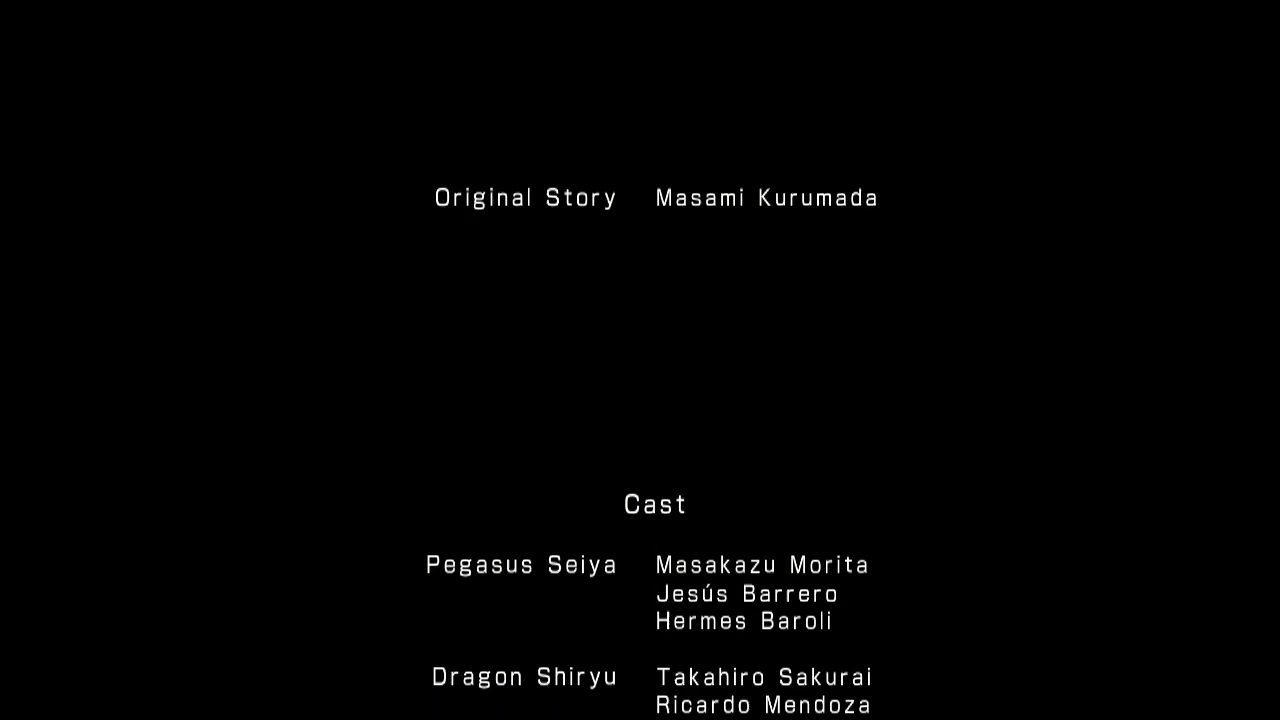 Original Story Masami Kurumada
Cast
Pegasus Seiya Masakazu Morita
Jesús Barrero
Hermes Baroli
Dragon Shiryu Takahiro Sakurai
Ricardo Mendoza